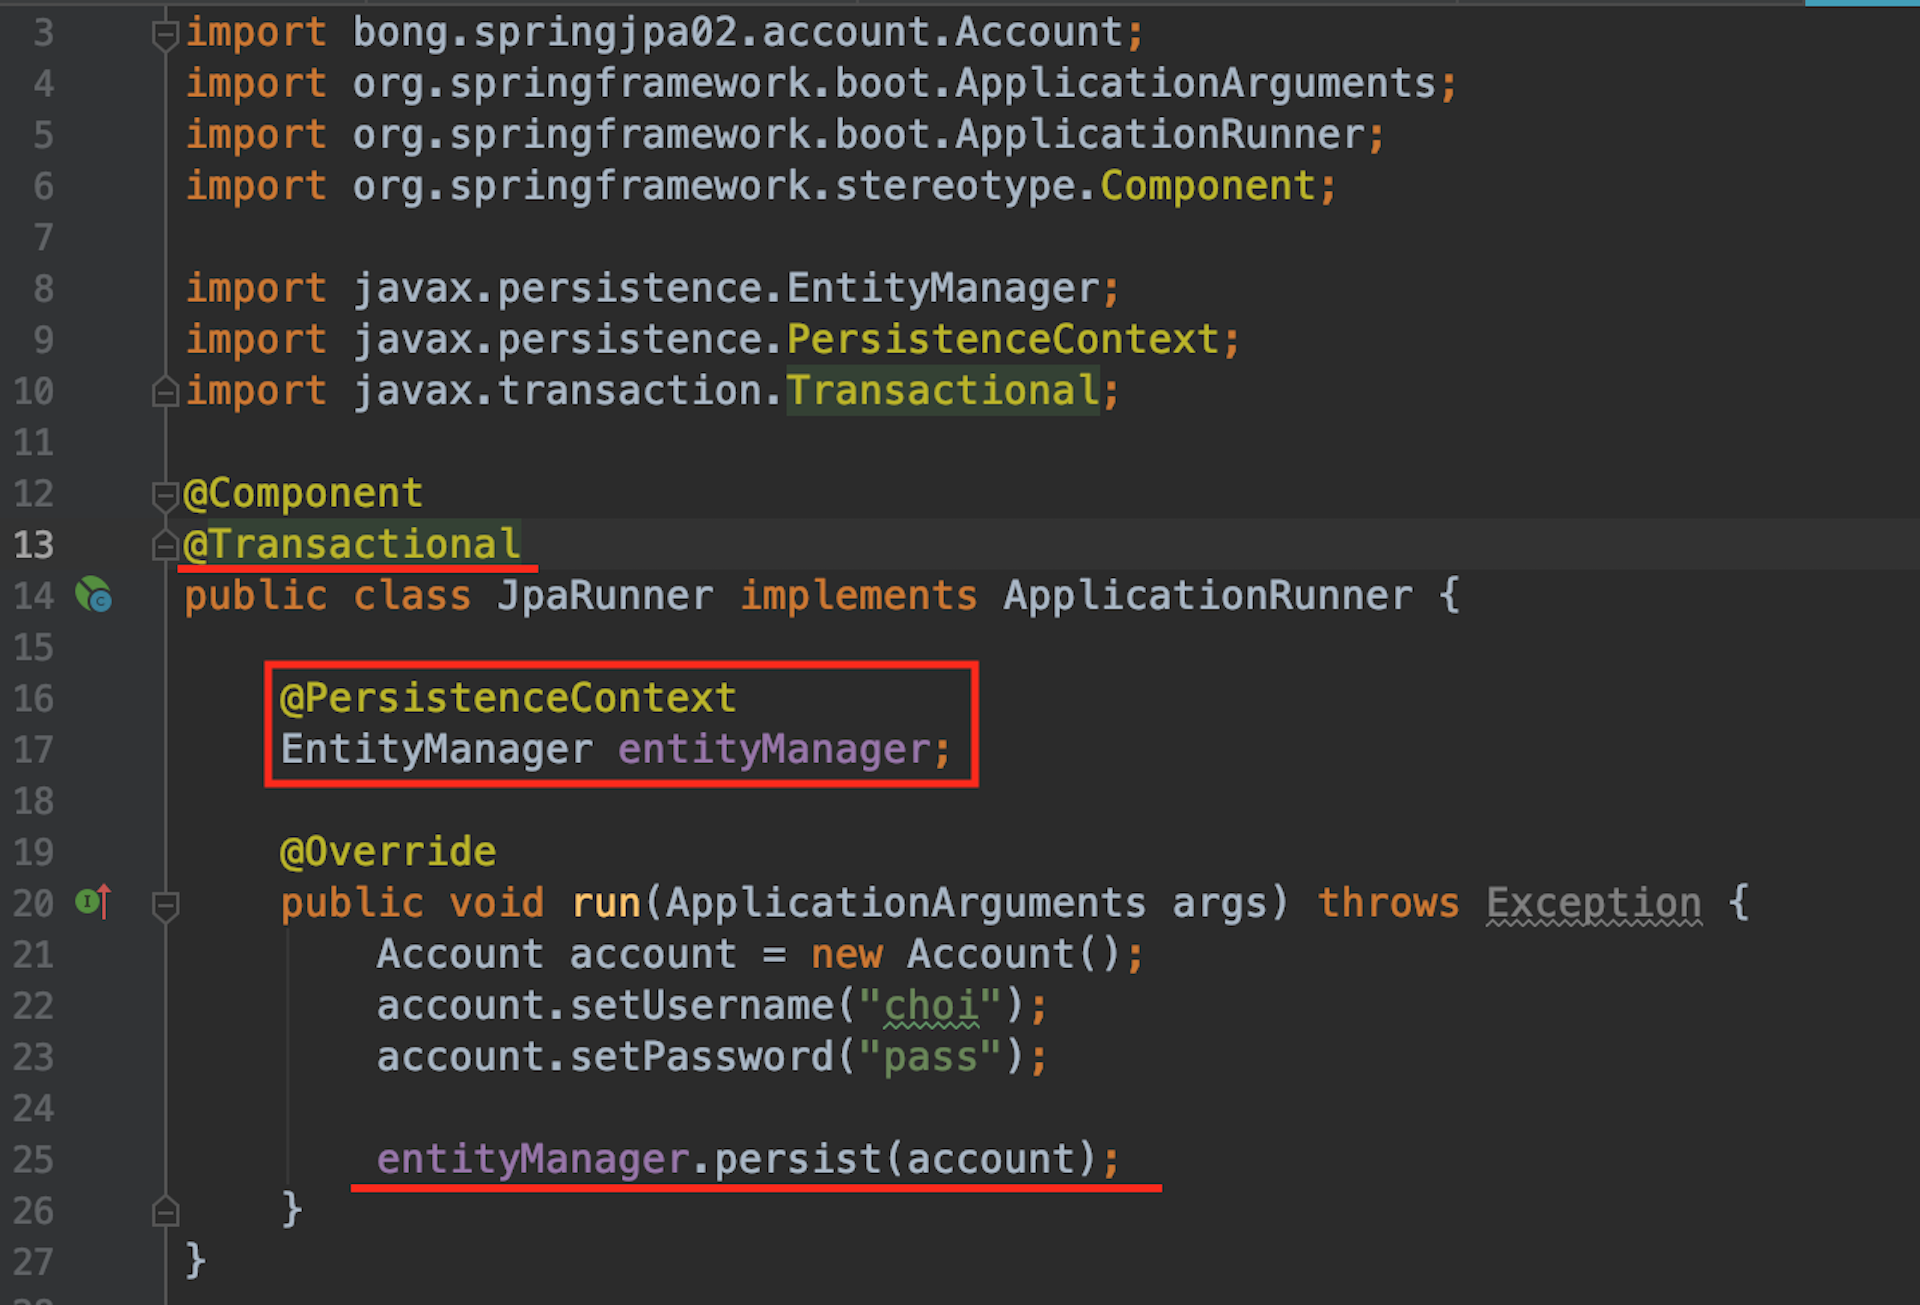 3 import bong.springjpa02.account.Account;
4 import org.springframework.boot.ApplicationArguments;
5 import org.springframework.boot.ApplicationRunner;
6 import org.springframework.stereotype.Component;
7
8 import javax.persistence.EntityManager;
9 import javax.persistence.PersistenceContext;
10 import javax.transaction.Transactional;
11
12 @Component
13 @Transactional
14 public class JpaRunner implements ApplicationRunner {
15
16 @PersistenceContext
17 EntityManager entityManager;
18
19 @Override
20 public void run(ApplicationArguments args) throws Exception {
21 Account account = new Account();
22 account.setUsername("choi");
23 account.setPassword("pass");
24
25 entityManager.persist(account);
26 }
27 }